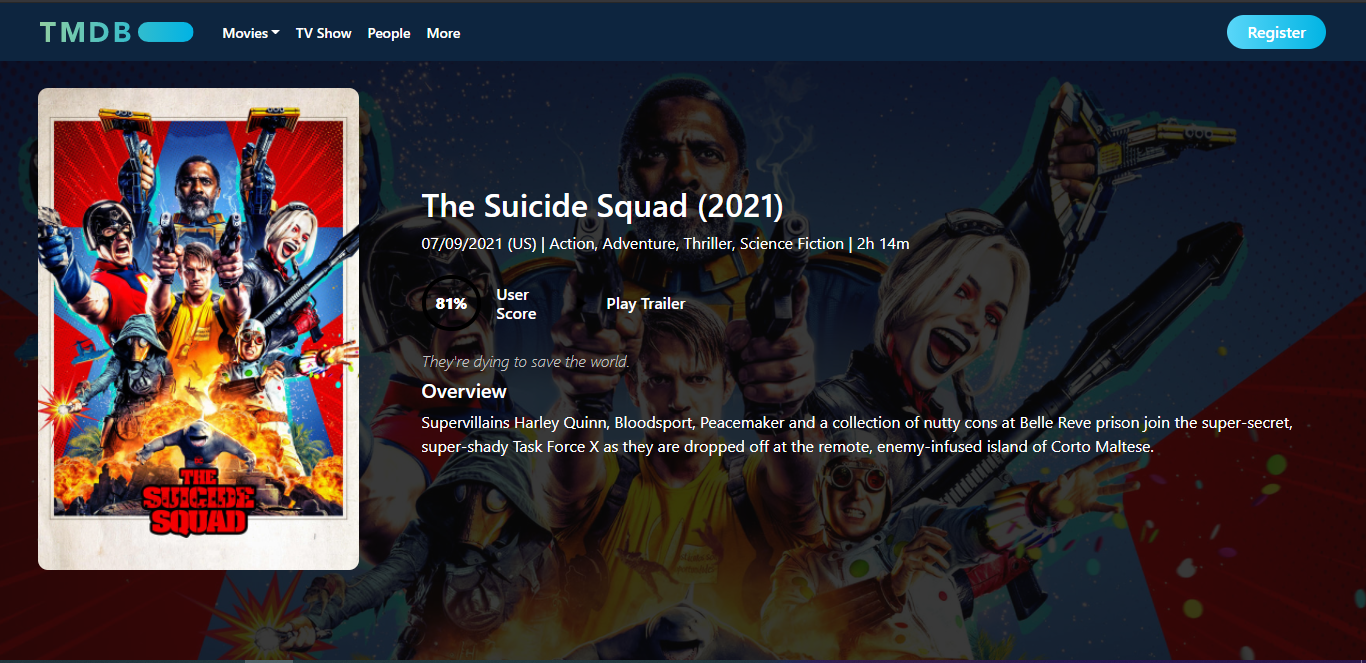 TMDB
Movies TV Show People More
Register
The Suicide Squad (2021)
07/09/2021 (US) | Action, Adventure, Thriller, Science Fiction | 2h 14m
81% User Score Play Trailer
They're dying to save the world.
Overview
Supervillains Harley Quinn, Bloodsport, Peacemaker and a collection of nutty cons at Belle Reve prison join the super-secret,
super-shady Task Force X as they are dropped off at the remote, enemy-infused island of Corto Maltese.
THE
SUICIDE
SQUAD